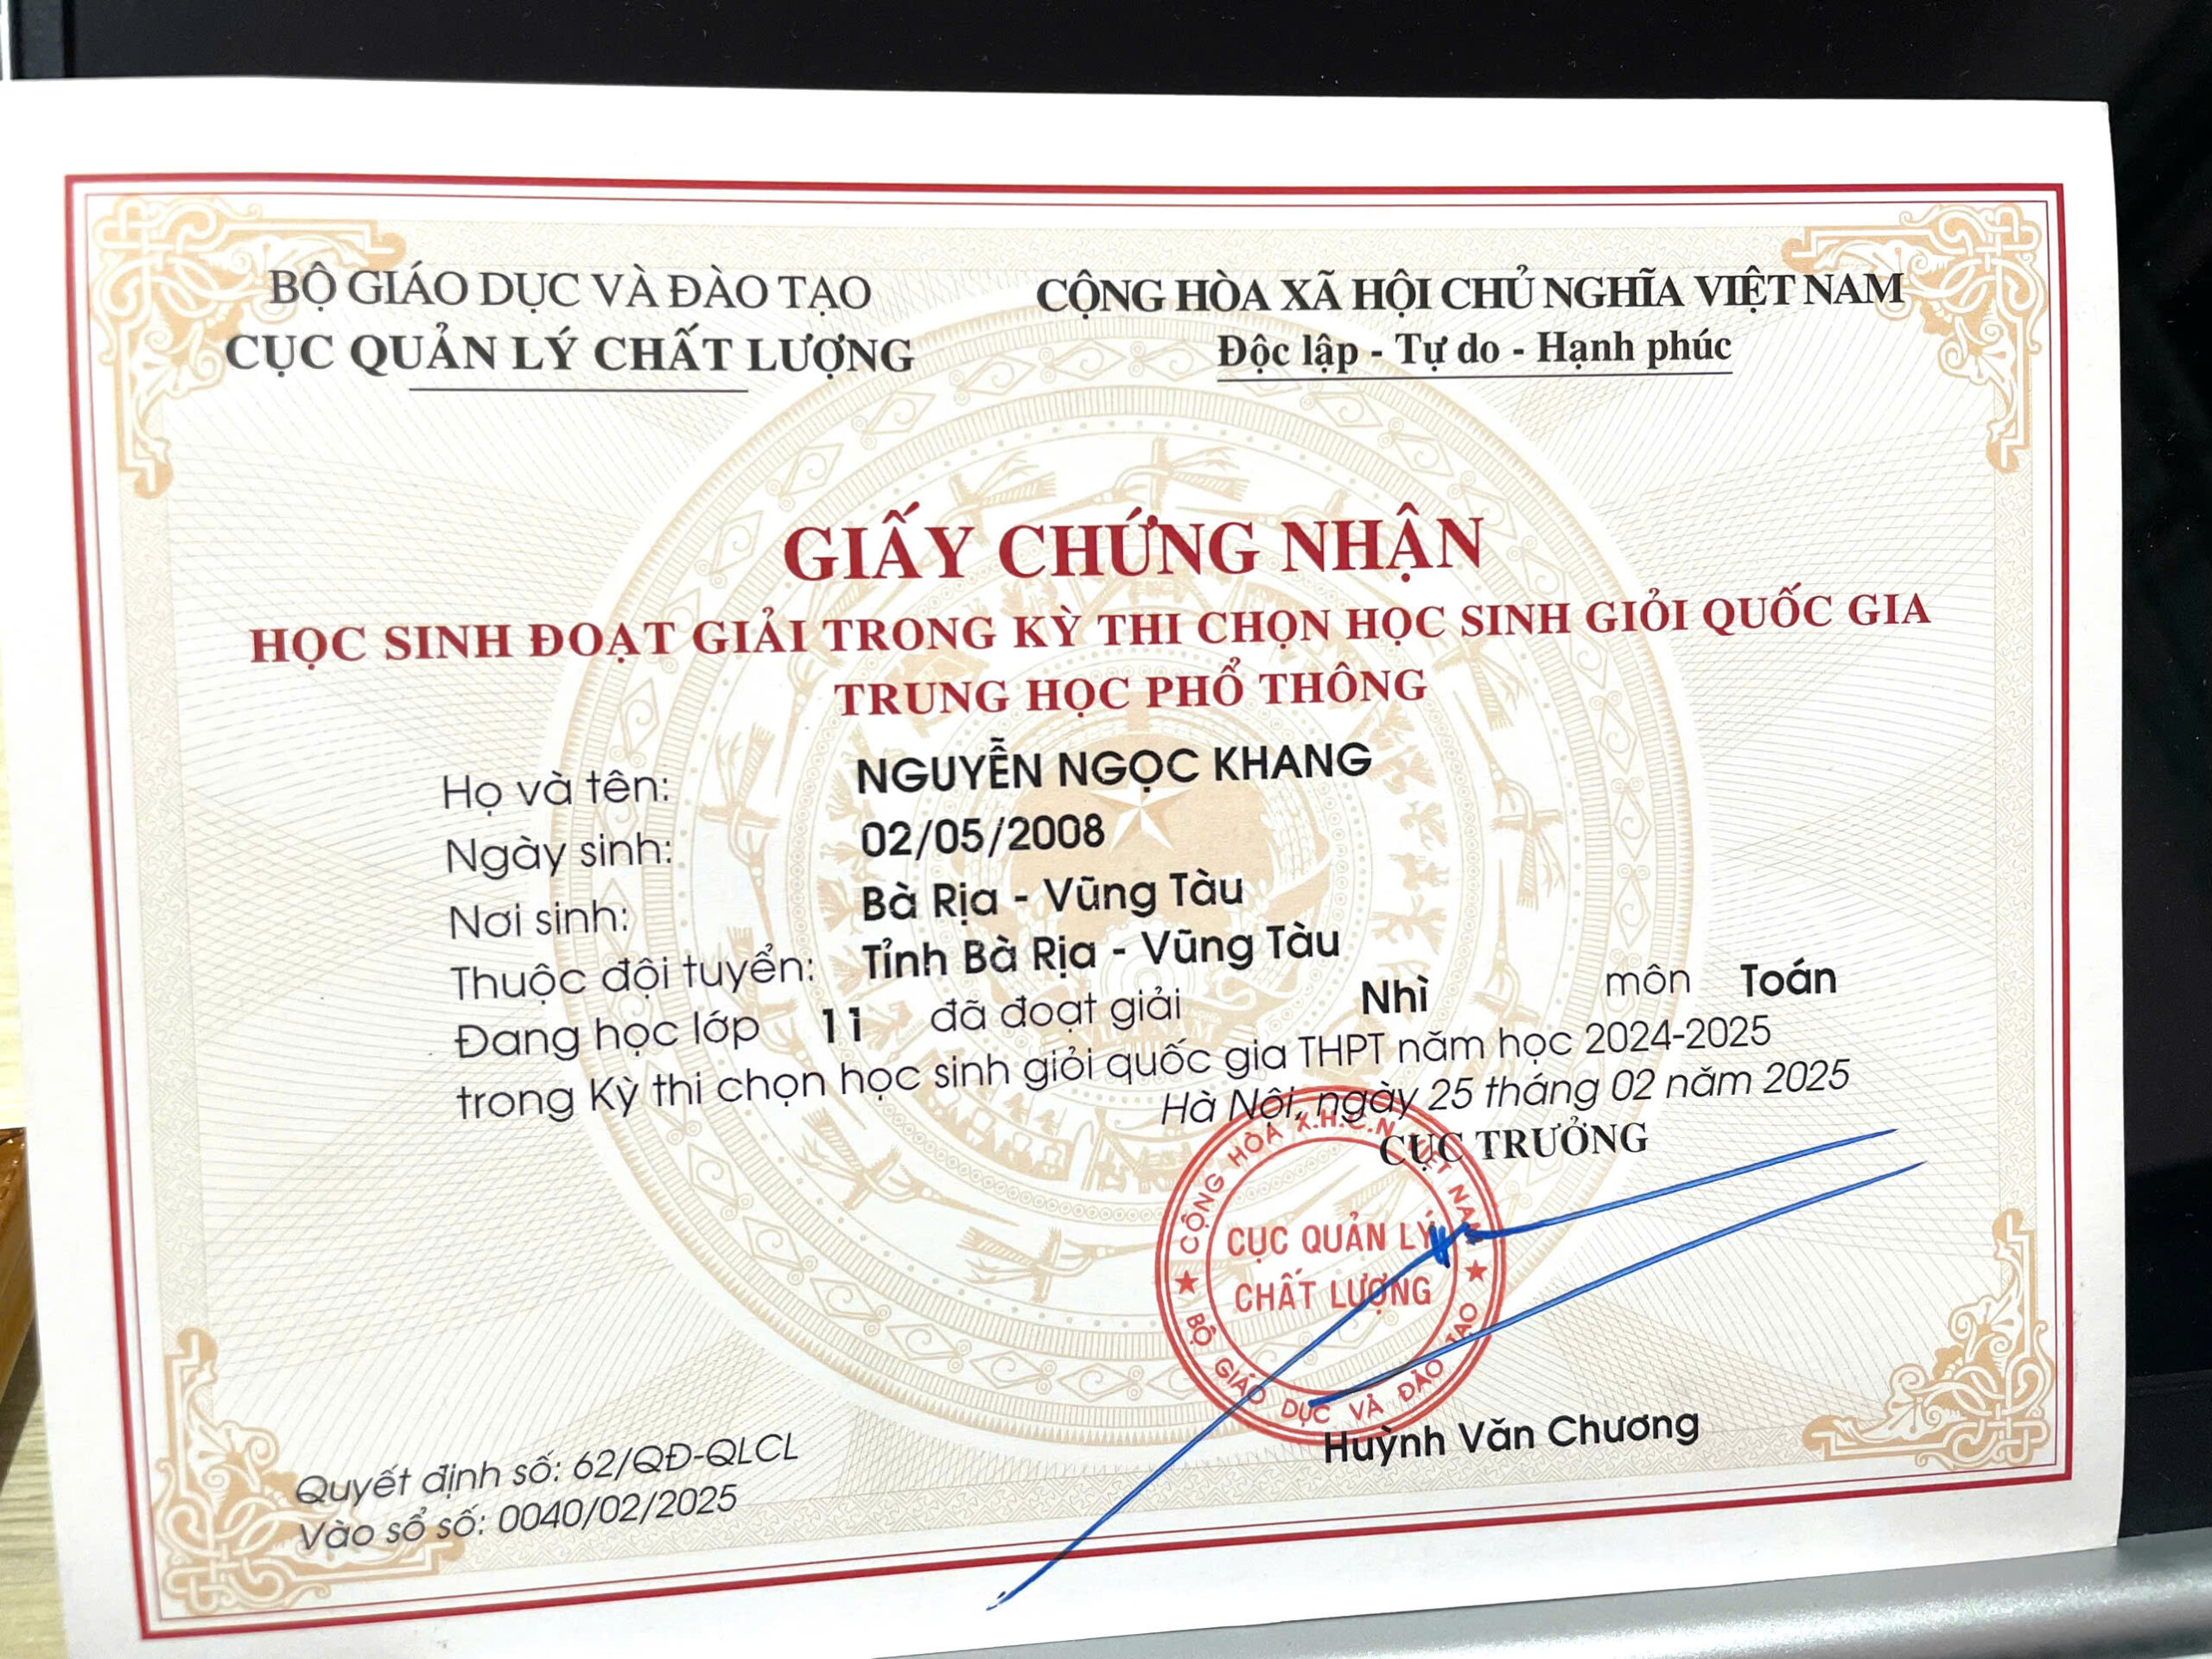 BỘ GIÁO DỤC VÀ ĐÀO TẠO
CỤC QUẢN LÝ CHẤT LƯỢNG
CỘNG HÒA XÃ HỘI CHỦ NGHĨA VIỆT NAM
Độc lập - Tự do - Hạnh phúc
GIẤY CHỨNG NHẬN
HỌC SINH ĐOẠT GIẢI TRONG KỲ THI CHỌN HỌC SINH GIỎI QUỐC GIA
TRUNG HỌC PHỔ THÔNG
Họ và tên: NGUYỄN NGỌC KHANG
Ngày sinh: 02/05/2008
Nơi sinh: Bà Rịa - Vũng Tàu
Thuộc đội tuyển: Tỉnh Bà Rịa - Vũng Tàu
Đang học lớp 11 đã đoạt giải Nhì môn Toán
trong Kỳ thi chọn học sinh giỏi quốc gia THPT năm học 2024-2025
Hà Nội, ngày 25 tháng 02 năm 2025
CỤC TRƯỞNG
CỘNG HÒA X.H.C.N VIỆT NAM
CỤC QUẢN LÝ
CHẤT LƯỢNG
★ BỘ GIÁO DỤC VÀ ĐÀO TẠO ★
Huỳnh Văn Chương
Quyết định số: 62/QĐ-QLCL
Vào sổ số: 0040/02/2025